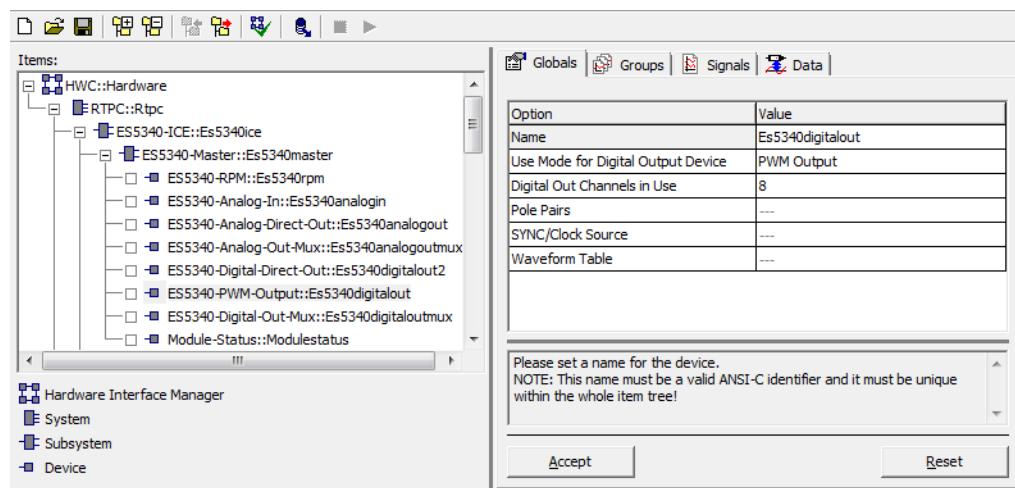 Items:
HWC::Hardware
RTPC::Rtpc
ES5340-ICE::Es5340ice
ES5340-Master::Es5340master
ES5340-RPM::Es5340rpm
ES5340-Analog-In::Es5340analogin
ES5340-Analog-Direct-Out::Es5340analogout
ES5340-Analog-Out-Mux::Es5340analogoutmux
ES5340-Digital-Direct-Out::Es5340digitalout2
ES5340-PWM-Output::Es5340digitalout
ES5340-Digital-Out-Mux::Es5340digitaloutmux
Module-Status::Modulestatus
Hardware Interface Manager
System
Subsystem
Device
Globals Groups Signals Data
Option Value
Name Es5340digitalout
Use Mode for Digital Output Device PWM Output
Digital Out Channels in Use 8
Pole Pairs ---
SYNC/Clock Source ---
Waveform Table ---
Please set a name for the device.
NOTE: This name must be a valid ANSI-C identifier and it must be unique
within the whole item tree!
Accept Reset